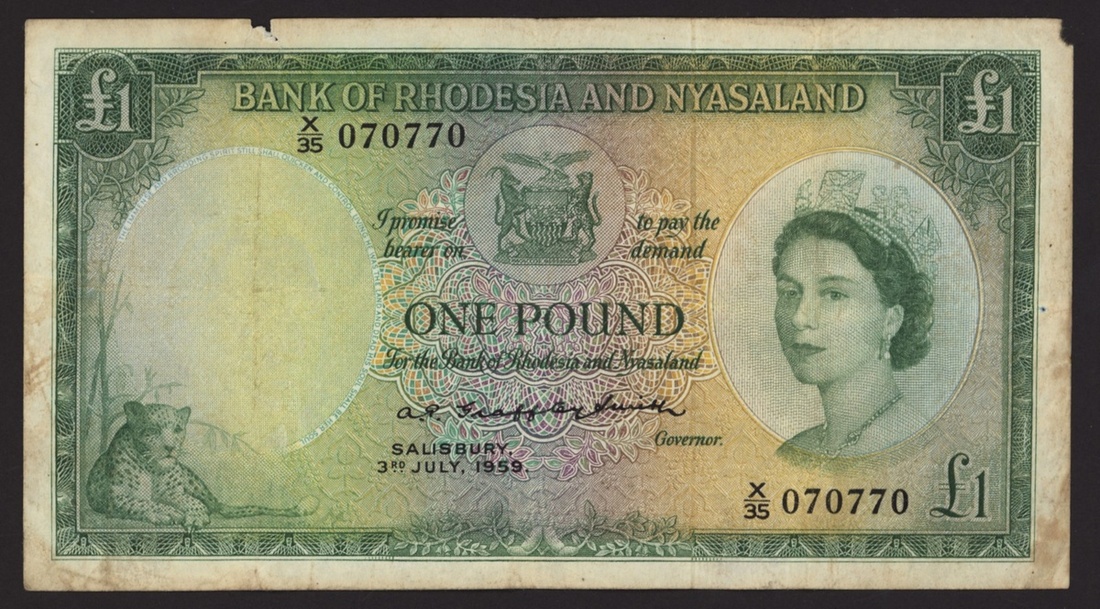 £1
£1
BANK OF RHODESIA AND NYASALAND
X/35 070770
I promise to pay the
bearer on demand
ONE POUND
For the Bank of Rhodesia and Nyasaland
SALISBURY,
3RD JULY, 1959.
Governor.
X/35 070770 £1